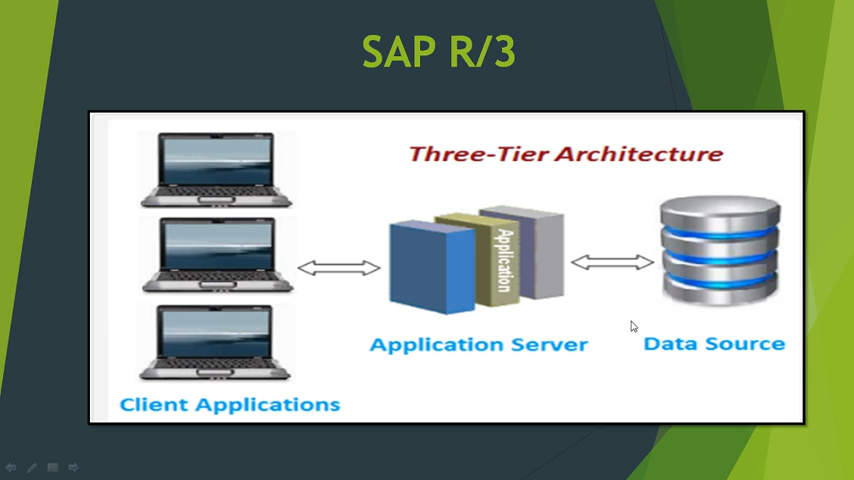 SAP R/3
Three-Tier Architecture
Application
Application Server
Data Source
Client Applications